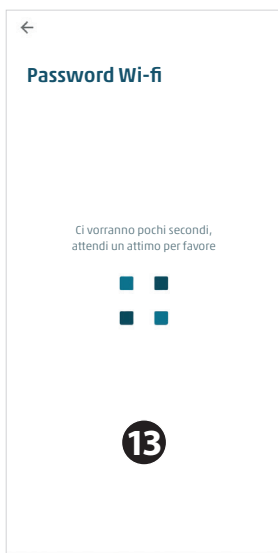 Password Wi-fi
Ci vorranno pochi secondi,
attendi un attimo per favore
13